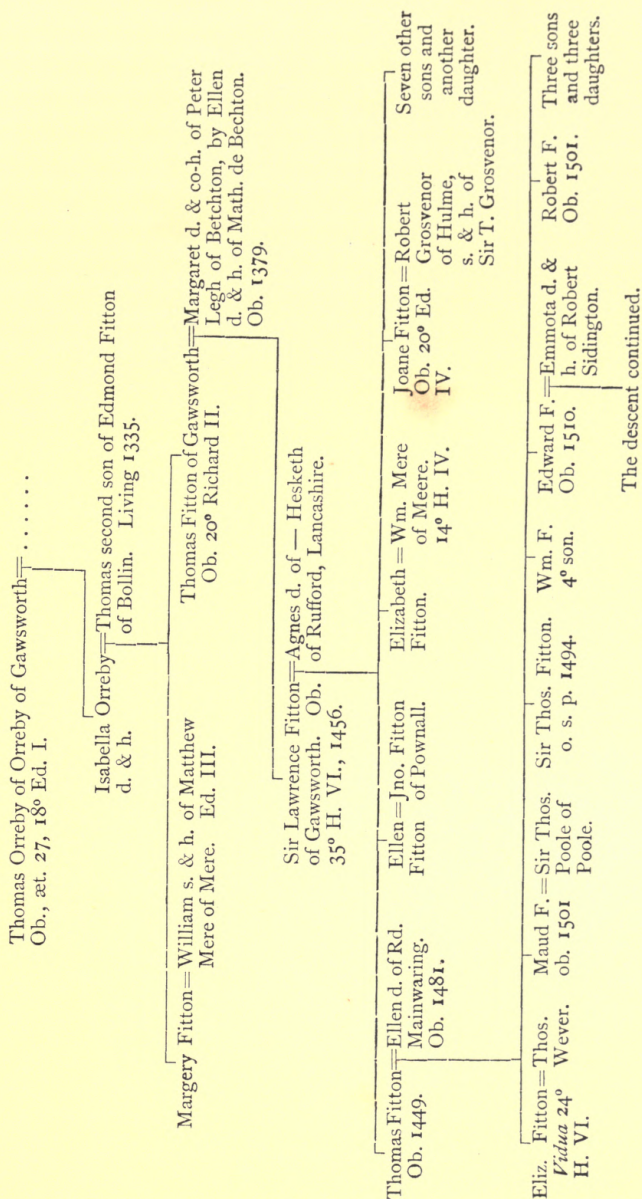 Thomas Orreby of Orreby of Gawsworth=......
Ob., æt. 27, 18° Ed. I.
Isabella Orreby=Thomas second son of Edmond Fitton
d. & h.
of Bollin. Living 1335.
Margery Fitton=William s. & h. of Matthew
Mere of Mere. Ed. III.
Thomas Fitton of Gawsworth=Margaret d. & co-h. of Peter
Ob. 20° Richard II.
Legh of Betchton, by Ellen
d. & h. of Math. de Bechton.
Ob. 1379.
Sir Lawrence Fitton=Agnes d. of — Hesketh
of Gawsworth. Ob.
of Rufford, Lancashire.
35° H. VI., 1456.
Thomas Fitton=Ellen d. of Rd.
Ob. 1449.
Mainwaring.
Ob. 1481.
Ellen=Jno. Fitton
Fitton
of Pownall.
Elizabeth=Wm. Mere
Fitton.
of Meere.
14° H. IV.
Joane Fitton=Robert
Ob. 20° Ed.
IV.
Grosvenor
of Hulme,
s. & h. of
Sir T. Grosvenor.
Seven other
sons and
another
daughter.
Eliz. Fitton=Thos.
Vidua 24°
H. VI.
Wever.
Maud F.=Sir Thos.
ob. 1501
Poole of
Poole.
Sir Thos. Fitton.
o. s. p. 1494.
Wm. F.
4° son.
Edward F.=Emmota d. &
Ob. 1510.
h. of Robert
Sidington.
Robert F.
Ob. 1501.
Three sons
and three
daughters.
The descent continued.